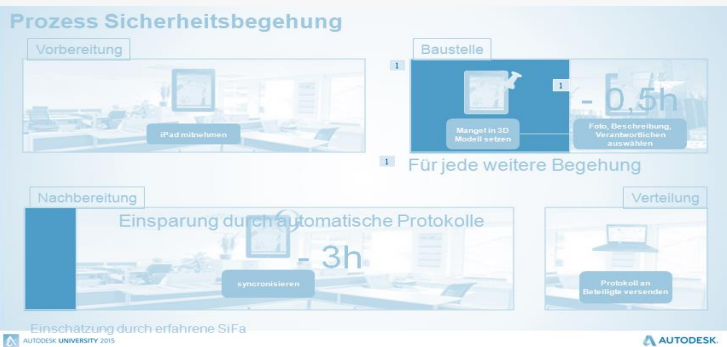 Prozess Sicherheitsbegehung
Vorbereitung
iPad mitnehmen
Baustelle
1
1
- 0,5h
Mangel in 3D
Modell setzen
Foto, Beschreibung,
Verantwortlichen
auswählen
1
Für jede weitere Begehung
Nachbereitung
Einsparung durch automatische Protokolle
- 3h
syncronisieren
Verteilung
Protokoll an
Beteiligte versenden
Einschätzung durch erfahrene SiFa
AUTODESK UNIVERSITY 2015
AUTODESK.